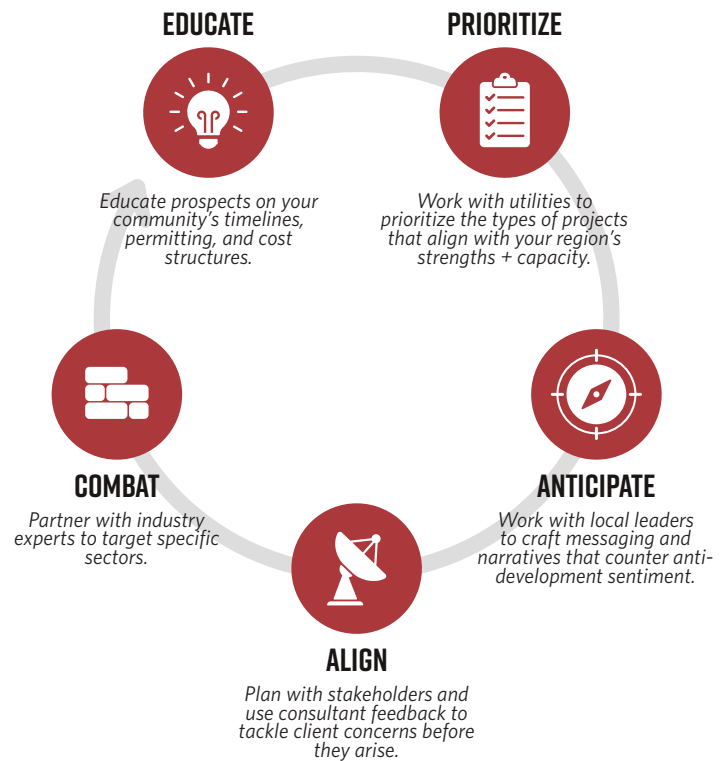 EDUCATE
Educate prospects on your
community's timelines,
permitting, and cost
structures.
PRIORITIZE
Work with utilities to
prioritize the types of projects
that align with your region's
strengths + capacity.
ANTICIPATE
Work with local leaders
to craft messaging and
narratives that counter anti-
development sentiment.
ALIGN
Plan with stakeholders and
use consultant feedback to
tackle client concerns before
they arise.
COMBAT
Partner with industry
experts to target specific
sectors.